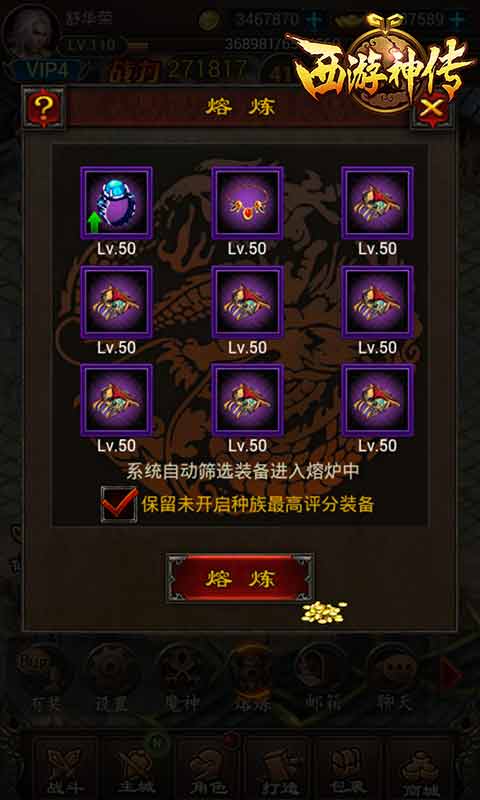 舒华荣
3467870
LV.110
368981/6
VIP4
战力 271817
西游神传
?
熔炼
Lv.50 Lv.50 Lv.50
Lv.50 Lv.50 Lv.50
Lv.50 Lv.50 Lv.50
系统自动筛选装备进入熔炉中
保留未开启种族最高评分装备
熔炼
Bug
有奖 设置 魔神 熔炼 邮箱 聊天
N
战斗 主城 角色 打造 包裹 商城